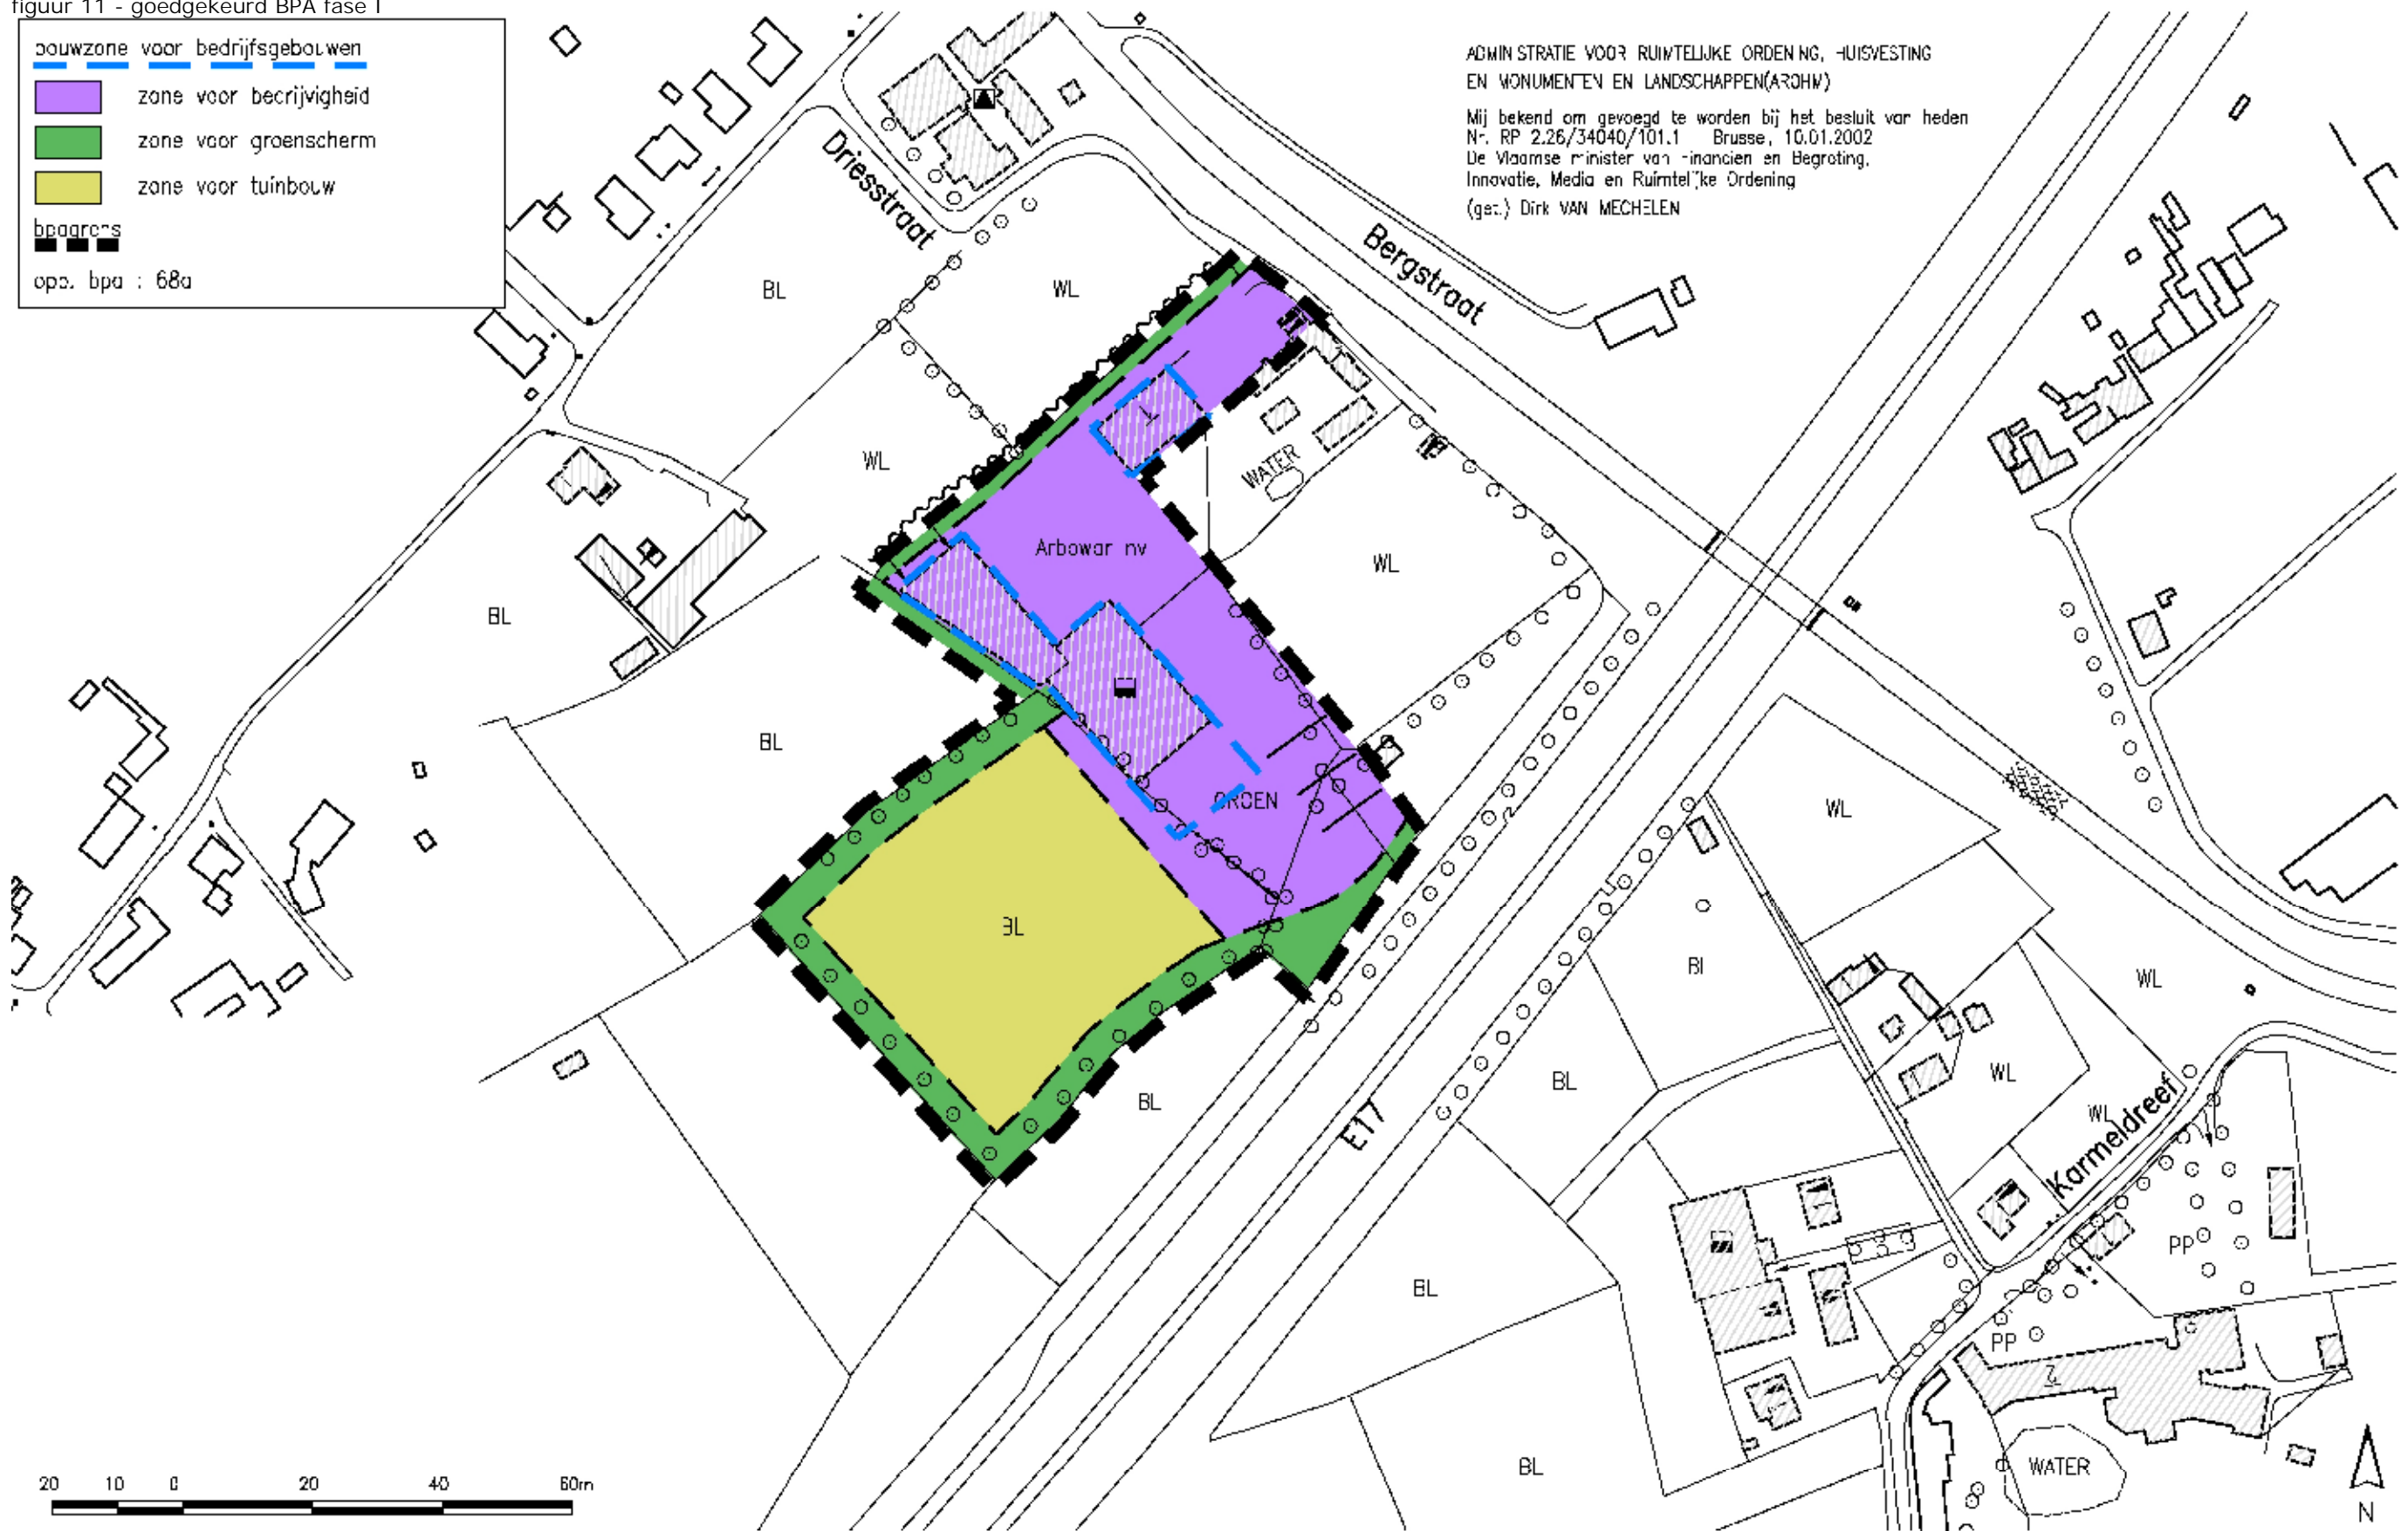 figuur 11 - goedgekeurd BPA fase I
bouwzone voor bedrijfsgebouwen
zone voor bedrijvigheid
zone voor groenscherm
zone voor tuinbouw
bpagrens
opp. bpa : 68a
ADMINISTRATIE VOOR RUIMTELIJKE ORDENING, HUISVESTING
EN MONUMENTEN EN LANDSCHAPPEN(AROHM)
Mij bekend om gevoegd te worden bij het besluit van heden
Nr. RP 2.26/34040/101.1 Brussel, 10.01.2002
De Vlaamse minister van Financiën en Begroting,
Innovatie, Media en Ruimtelijke Ordening
(get.) Dirk VAN MECHELEN
Driesstraat
Bergstraat
BL
WL
WL
WATER
Arbowar nv
WL
BL
BL
GROEN
WL
BL
BL
WL
BL
BL
WL
WL
E17
Karmeldreef
PP
BL
PP
BL
WATER
20 10 0 20 40 60m
N